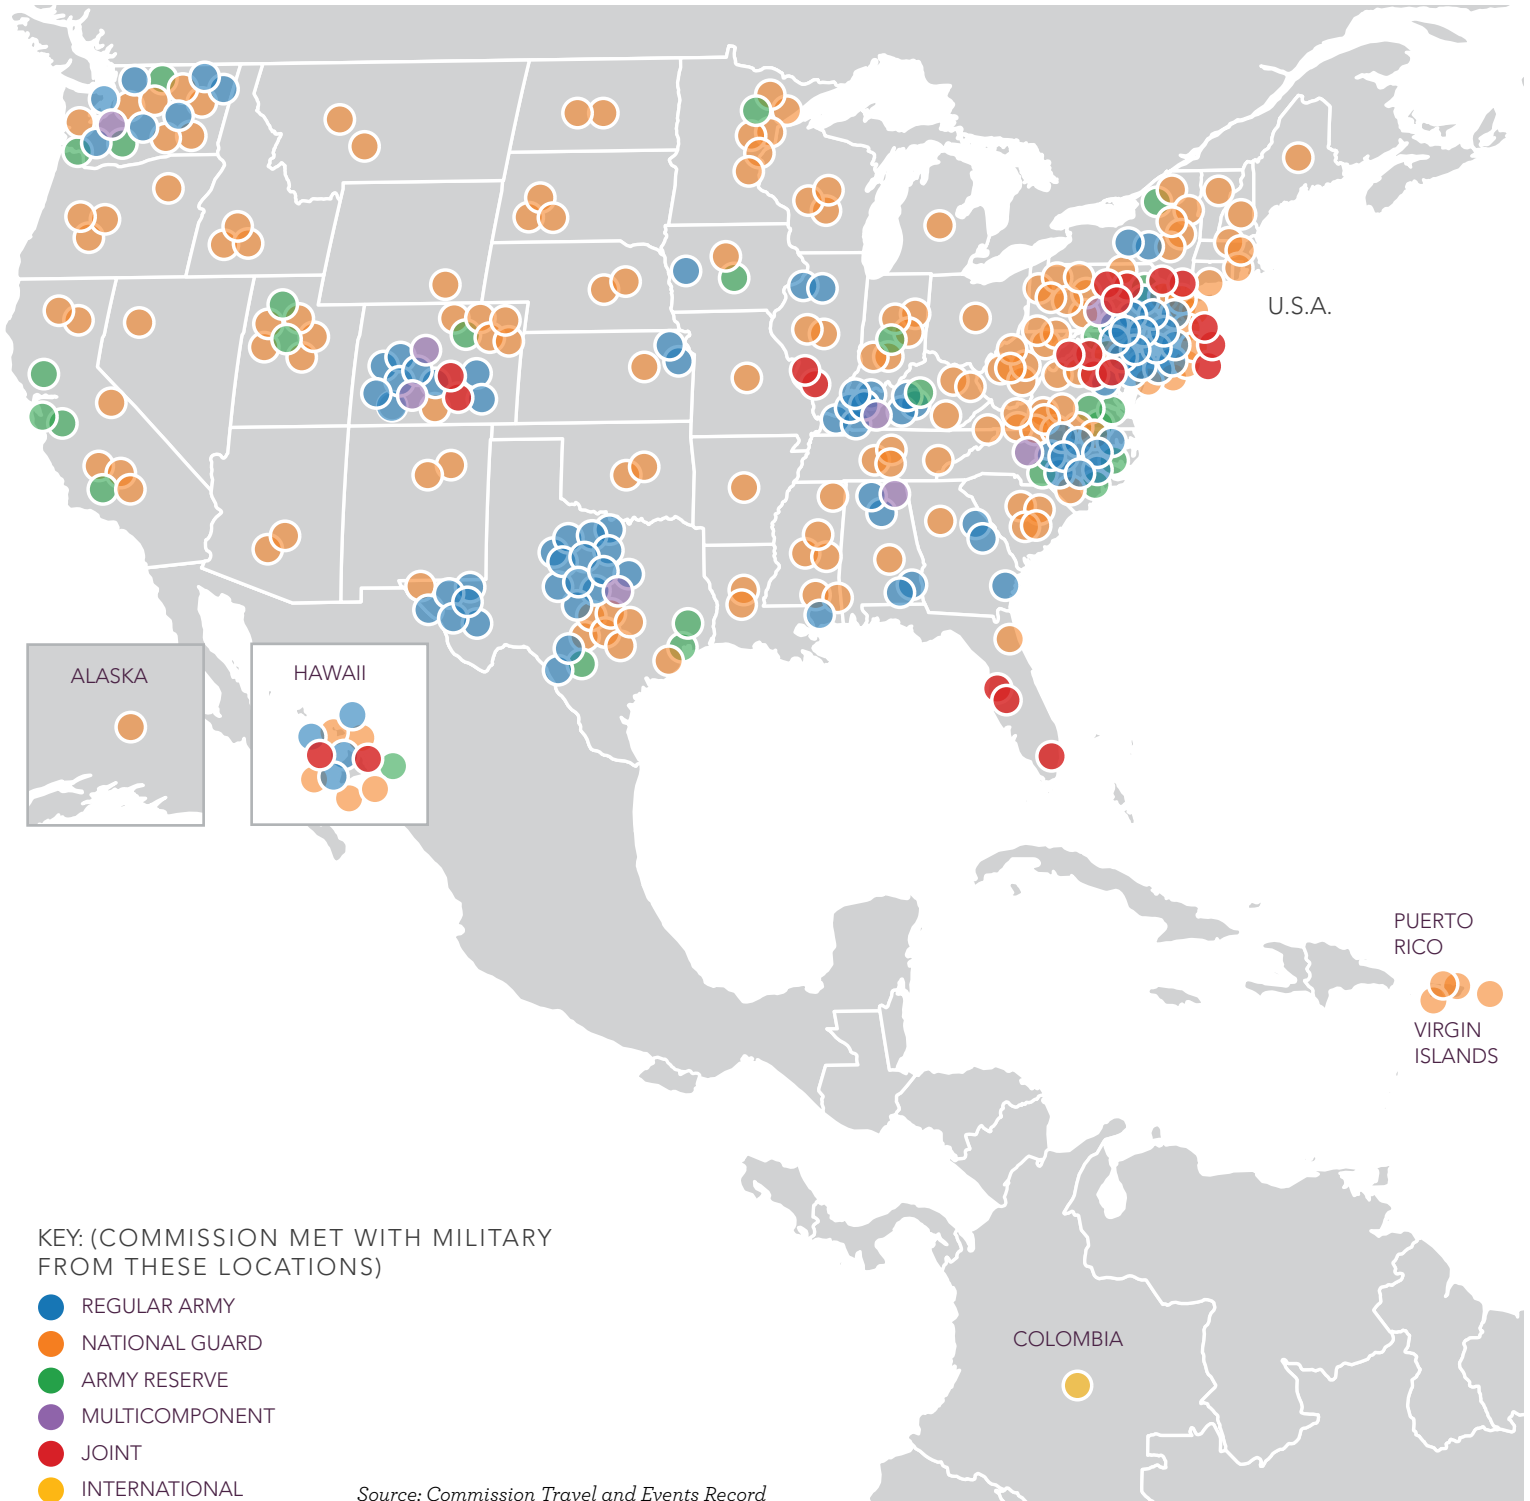 U.S.A.
ALASKA
HAWAII
PUERTO
RICO
VIRGIN
ISLANDS
KEY: (COMMISSION MET WITH MILITARY
FROM THESE LOCATIONS)
REGULAR ARMY
NATIONAL GUARD
ARMY RESERVE
MULTICOMPONENT
JOINT
INTERNATIONAL
COLOMBIA
Source: Commission Travel and Events Record